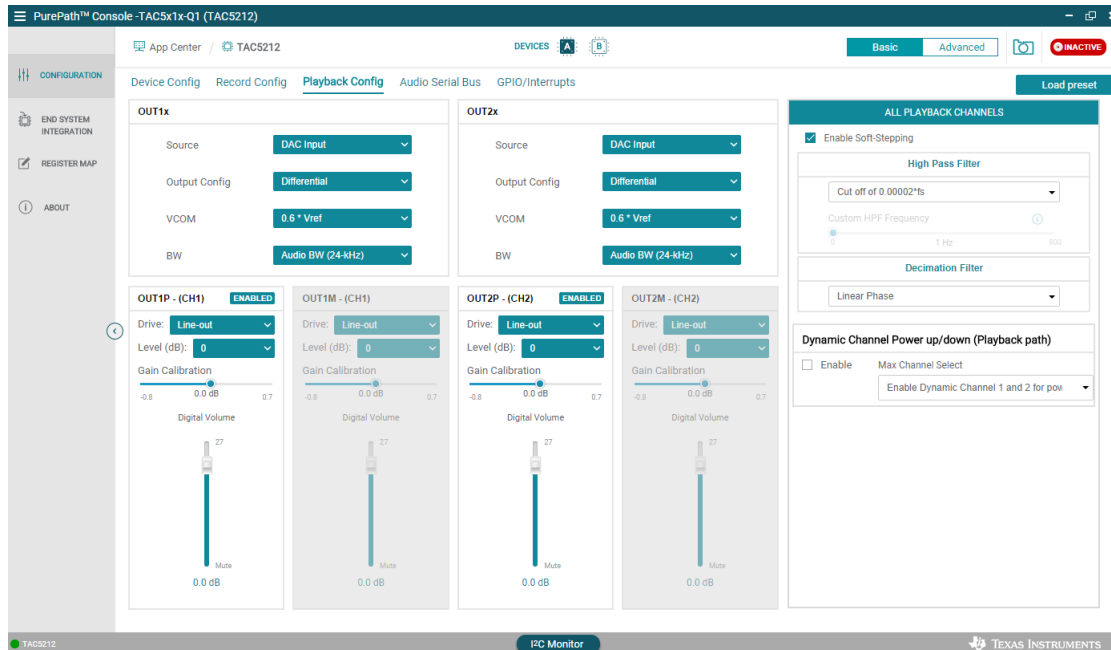 PurePath™ Console -TAC5x1x-Q1 (TAC5212)
App Center / TAC5212
DEVICES A B
Basic Advanced
INACTIVE
CONFIGURATION
END SYSTEM
INTEGRATION
REGISTER MAP
ABOUT
Device Config Record Config Playback Config Audio Serial Bus GPIO/Interrupts
Load preset
OUT1x
Source DAC Input
Output Config Differential
VCOM 0.6 * Vref
BW Audio BW (24-kHz)
OUT2x
Source DAC Input
Output Config Differential
VCOM 0.6 * Vref
BW Audio BW (24-kHz)
OUT1P - (CH1) ENABLED
Drive: Line-out
Level (dB): 0
Gain Calibration
-0.8 0.0 dB 0.7
Digital Volume
27
Mute
0.0 dB
OUT1M - (CH1)
Drive: Line-out
Level (dB): 0
Gain Calibration
-0.8 0.0 dB 0.7
Digital Volume
27
Mute
0.0 dB
OUT2P - (CH2) ENABLED
Drive: Line-out
Level (dB): 0
Gain Calibration
-0.8 0.0 dB 0.7
Digital Volume
27
Mute
0.0 dB
OUT2M - (CH2)
Drive: Line-out
Level (dB): 0
Gain Calibration
-0.8 0.0 dB 0.7
Digital Volume
27
Mute
0.0 dB
ALL PLAYBACK CHANNELS
Enable Soft-Stepping
High Pass Filter
Cut off of 0.00002*fs
Custom HPF Frequency
0 1 Hz 800
Decimation Filter
Linear Phase
Dynamic Channel Power up/down (Playback path)
Enable Max Channel Select
Enable Dynamic Channel 1 and 2 for pow
TAC5212
I²C Monitor
TEXAS INSTRUMENTS